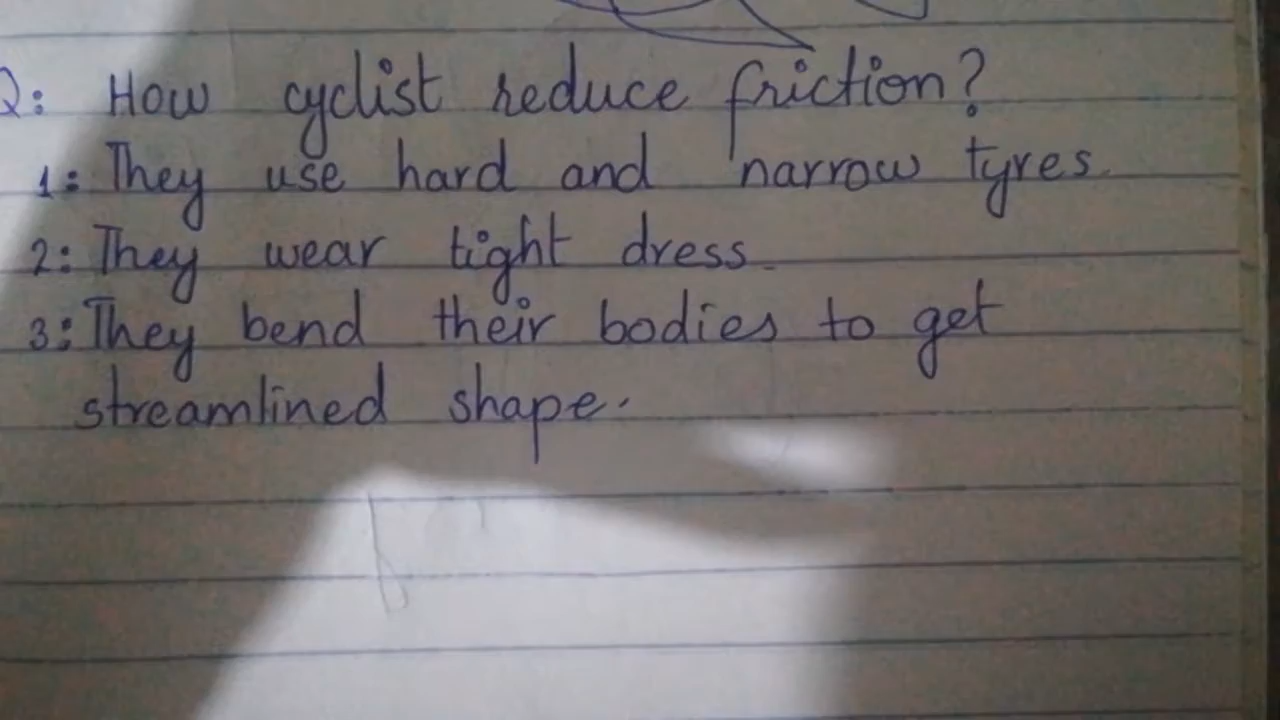 Q: How cyclist reduce friction?
1: They use hard and narrow tyres.
2: They wear tight dress.
3: They bend their bodies to get
streamlined shape.